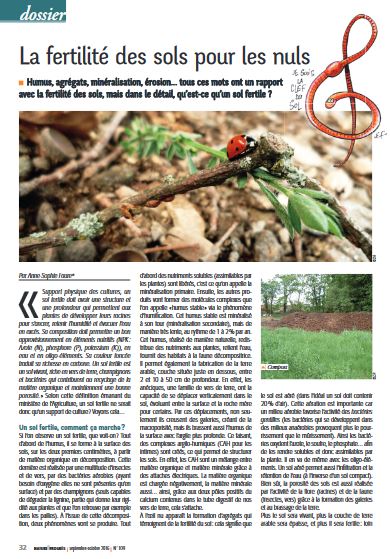 dossier
La fertilité des sols pour les nuls
Humus, agrégats, minéralisation, érosion... tous ces mots ont un rapport
avec la fertilité des sols, mais dans le détail, qu'est-ce qu'un sol fertile ?
JE SUIS
LA
CLEF
DU
SOL
Par Anne Sophie Faure*
« Support physique des cultures, un
sol fertile doit avoir une structure et
une profondeur qui permettent aux
plantes de développer leurs racines
pour s'ancrer, retenir l'humidité et évacuer l'eau
en excès. Sa composition doit permettre un bon
approvisionnement en éléments nutritifs (NPK:
Azote (N), phosphore (P), potassium (K)), en
eau et en oligo-éléments. Sa couleur foncée
traduit sa richesse en carbone. Un sol fertile est
un sol vivant, riche en vers de terre, champignons
et bactéries qui contribuent au recyclage de la
matière organique et maintiennent une bonne
porosité.» Selon cette définition émanant du
ministère de l'Agriculture, un sol fertile ne serait
donc qu'un support de culture? Voyons cela...
Un sol fertile, comment ça marche?
Si l'on observe un sol fertile, que voit-on? Tout
d'abord de l'humus, il se forme à la surface des
sols, sur les deux premiers centimètres, à partir
de matière organique en décomposition. Cette
dernière est réalisée par une multitude d'insectes
et de vers, par des bactéries aérobies (ayant
besoin d'oxygène elles ne sont présentes qu'en
surface) et par des champignons (seuls capables
de dégrader la lignine, partie qui donne leur rigi-
dité aux plantes et que l'on retrouve par exemple
dans les pailles). À l'issue de cette décomposi-
tion, deux phénomènes vont se produire. Tout
d'abord des nutriments solubles (assimilables par
les plantes) sont libérés, c'est ce qu'on appelle la
minéralisation primaire. Ensuite, les autres pro-
duits vont former des molécules complexes que
l'on appelle «humus stable» via le phénomène
d'humification. Cet humus stable est minéralisé
à son tour (minéralisation secondaire), mais de
manière très lente, au rythme de 1 à 2% par an.
Cet humus, réalisé de manière naturelle, redis-
tribue des nutriments aux plantes, retient l'eau,
fournit des habitats à la faune décompositrice.
Il permet également la fabrication de la terre
arable, couche située juste en dessous, entre
2 et 10 à 50 cm de profondeur. En effet, les
anéciques, une famille de vers de terre, ont la
capacité de se déplacer verticalement dans le
sol, évoluant entre la surface et la roche mère
pour certains. Par ces déplacements, non seule-
ment ils creusent des galeries, créant de la
macroporosité, mais ils brassent aussi l'humus de
la surface avec l'argile plus profonde. Ce faisant,
des complexes argilo-humiques (CAH pour les
intimes) sont créés, ce qui permet de structurer
les sols. En effet, les CAH sont un mélange entre
matière organique et matière minérale grâce à
des attaches électriques. La matière organique
est chargée négativement, la matière minérale
aussi... ainsi, grâce aux deux pôles positifs du
calcium contenus dans le tube digestif de nos
vers de terre, cela s'attache.
À l'œil nu apparaît la formation d'agrégats qui
témoignent de la fertilité du sol: cela signifie que
Compost
le sol est aéré (dans l'idéal un sol doit contenir
20% d'air). Cette aération est importante car
un milieu aérobie favorise l'activité des bactéries
gentilles (les bactéries qui se développent dans
des milieux anaérobies provoquent plus le pour-
rissement que le mûrissement). Ainsi les bacté-
ries oxydent l'azote, le soufre, le phosphate... afin
de les rendre solubles et donc assimilables par
la plante. Il en va de même avec les oligo-élé-
ments. Un sol aéré permet aussi l'infiltration et la
rétention de l'eau (à l'inverse d'un sol compact).
Bien sûr, la porosité des sols est aussi réalisée
par l'activité de la flore (racines) et de la faune
(insectes, vers) grâce à la formation des galeries
et au brassage de la terre.
Plus le sol sera vivant, plus la couche de terre
arable sera épaisse, et plus il sera fertile: loin
32 septembre-octobre 2016 / N° 109